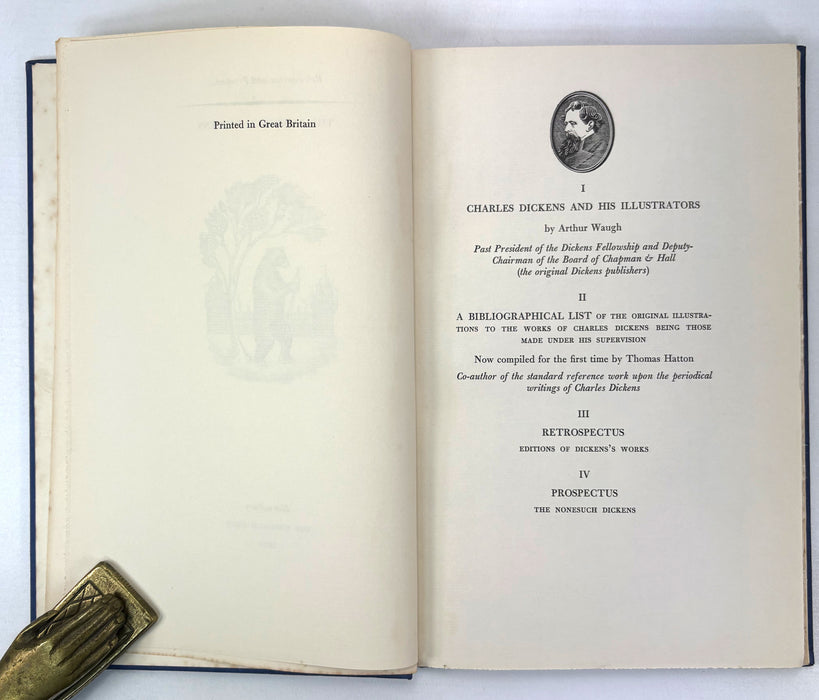 Printed in Great Britain
I
CHARLES DICKENS AND HIS ILLUSTRATORS
by Arthur Waugh
Past President of the Dickens Fellowship and Deputy-
Chairman of the Board of Chapman & Hall
(the original Dickens publishers)
II
A BIBLIOGRAPHICAL LIST OF THE ORIGINAL ILLUSTRA-
TIONS TO THE WORKS OF CHARLES DICKENS BEING THOSE
MADE UNDER HIS SUPERVISION
Now compiled for the first time by Thomas Hatton
Co-author of the standard reference work upon the periodical
writings of Charles Dickens
III
RETROSPECTUS
EDITIONS OF DICKENS'S WORKS
IV
PROSPECTUS
THE NONESUCH DICKENS